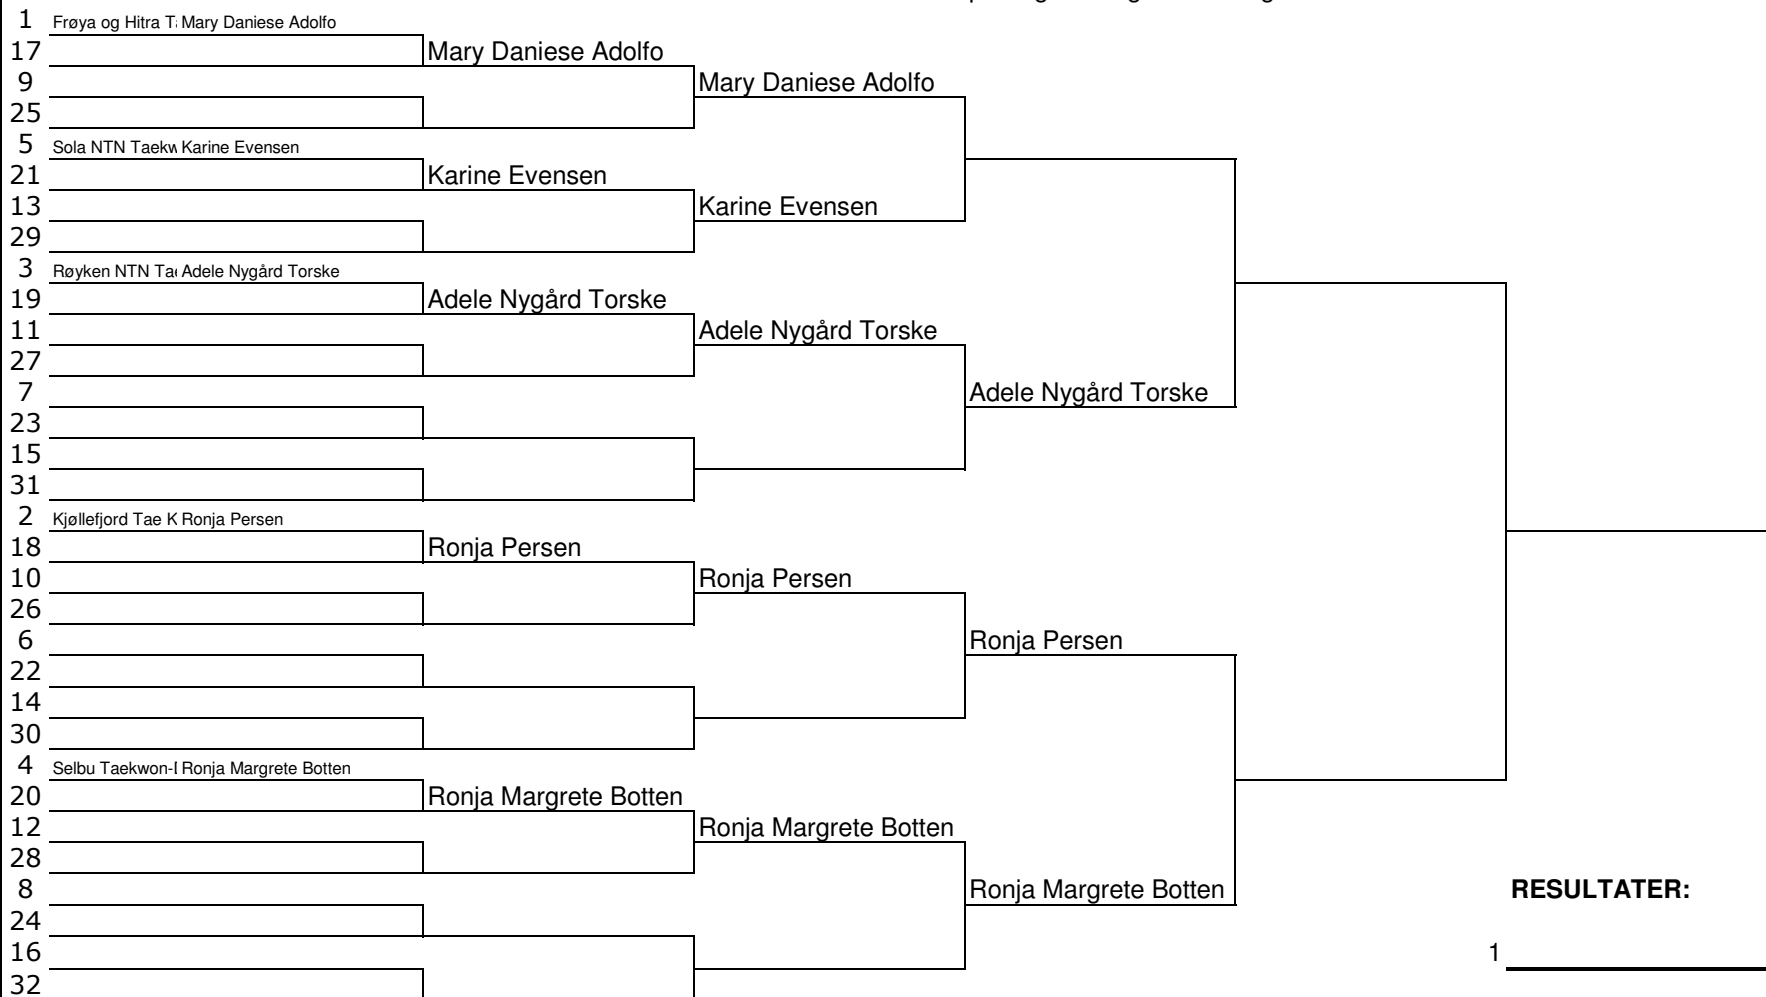 1 Frøya og Hitra T Mary Daniese Adolfo
17 Mary Daniese Adolfo
9 Mary Daniese Adolfo
25
5 Sola NTN Taekw Karine Evensen
21 Karine Evensen
13 Karine Evensen
29
3 Røyken NTN Ta Adele Nygård Torske
19 Adele Nygård Torske
11 Adele Nygård Torske
27
7 Adele Nygård Torske
23
15
31
2 Kjøllefjord Tae K Ronja Persen
18 Ronja Persen
10 Ronja Persen
26
6 Ronja Persen
22
14
30
4 Selbu Taekwon- Ronja Margrete Botten
20 Ronja Margrete Botten
12 Ronja Margrete Botten
28
8 Ronja Margrete Botten RESULTATER:
24
16 1
32